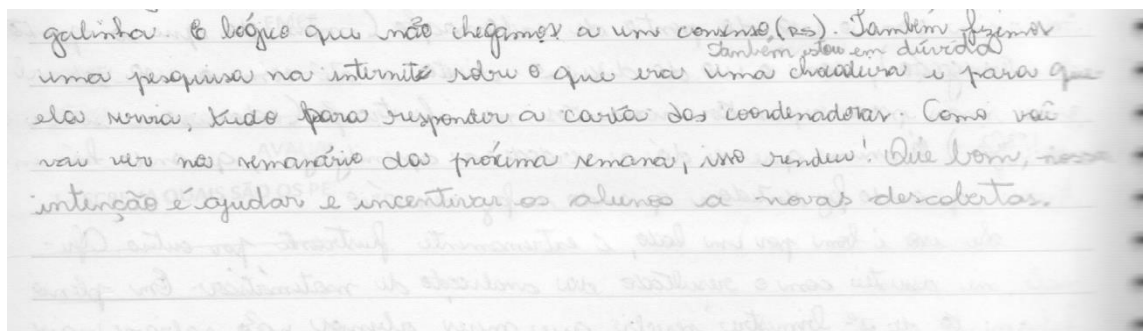 galinha. É lógico que não chegamos a um consenso, (RS). Também fizemos
Também estou em dúvida
uma pesquisa na internite sobre o que era uma chocadeira e para que
ela servia, tudo para responder a carta das coordenadoras. Como você
vai ver no semanário da próxima semana, isso rendeu! Que bom, nossa
intenção é ajudar e incentivar os alunos a novas descobertas.